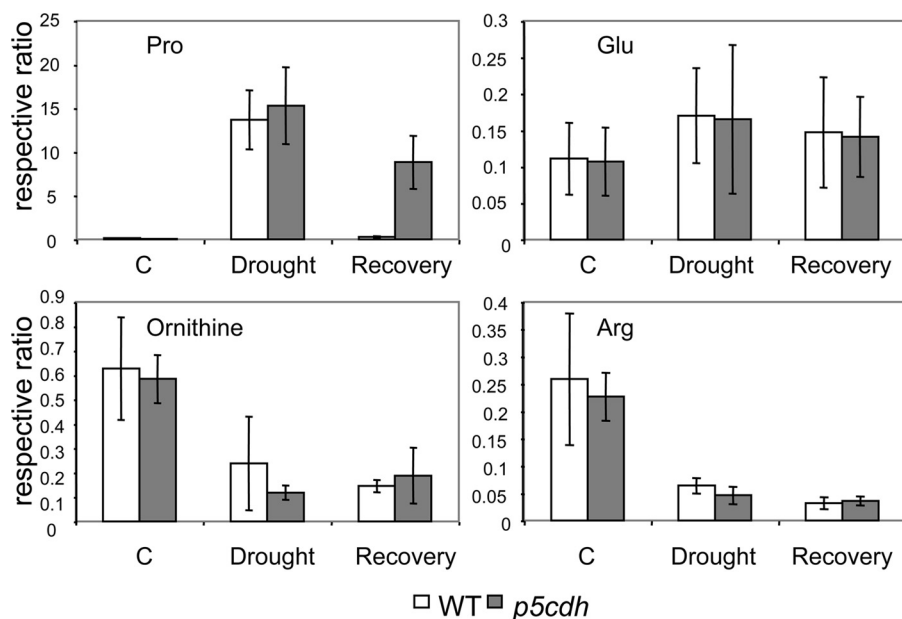 respective ratio
25
20
15
10
5
0
Pro
C Drought Recovery
0.3
0.25
0.2
0.15
0.1
0.05
0
Glu
C Drought Recovery
respective ratio
0.9
0.8
0.7
0.6
0.5
0.4
0.3
0.2
0.1
0
Ornithine
C Drought Recovery
0.4
0.35
0.3
0.25
0.2
0.15
0.1
0.05
0
Arg
C Drought Recovery
WT p5cdh